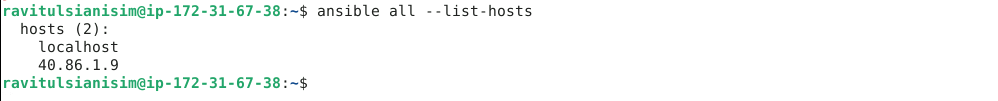 ravitulsianisim@ip-172-31-67-38:~$ ansible all --list-hosts
  hosts (2):
    localhost
    40.86.1.9
ravitulsianisim@ip-172-31-67-38:~$